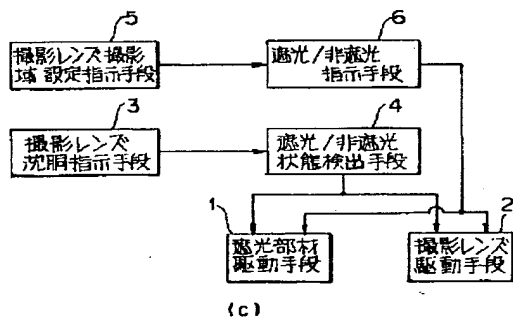 5
撮影レンズ撮影
域設定指示手段
6
遮光/非遮光
指示手段
3
撮影レンズ
沈胴指示手段
4
遮光/非遮光
状態検出手段
1
遮光部材
駆動手段
2
撮影レンズ
駆動手段
(c)